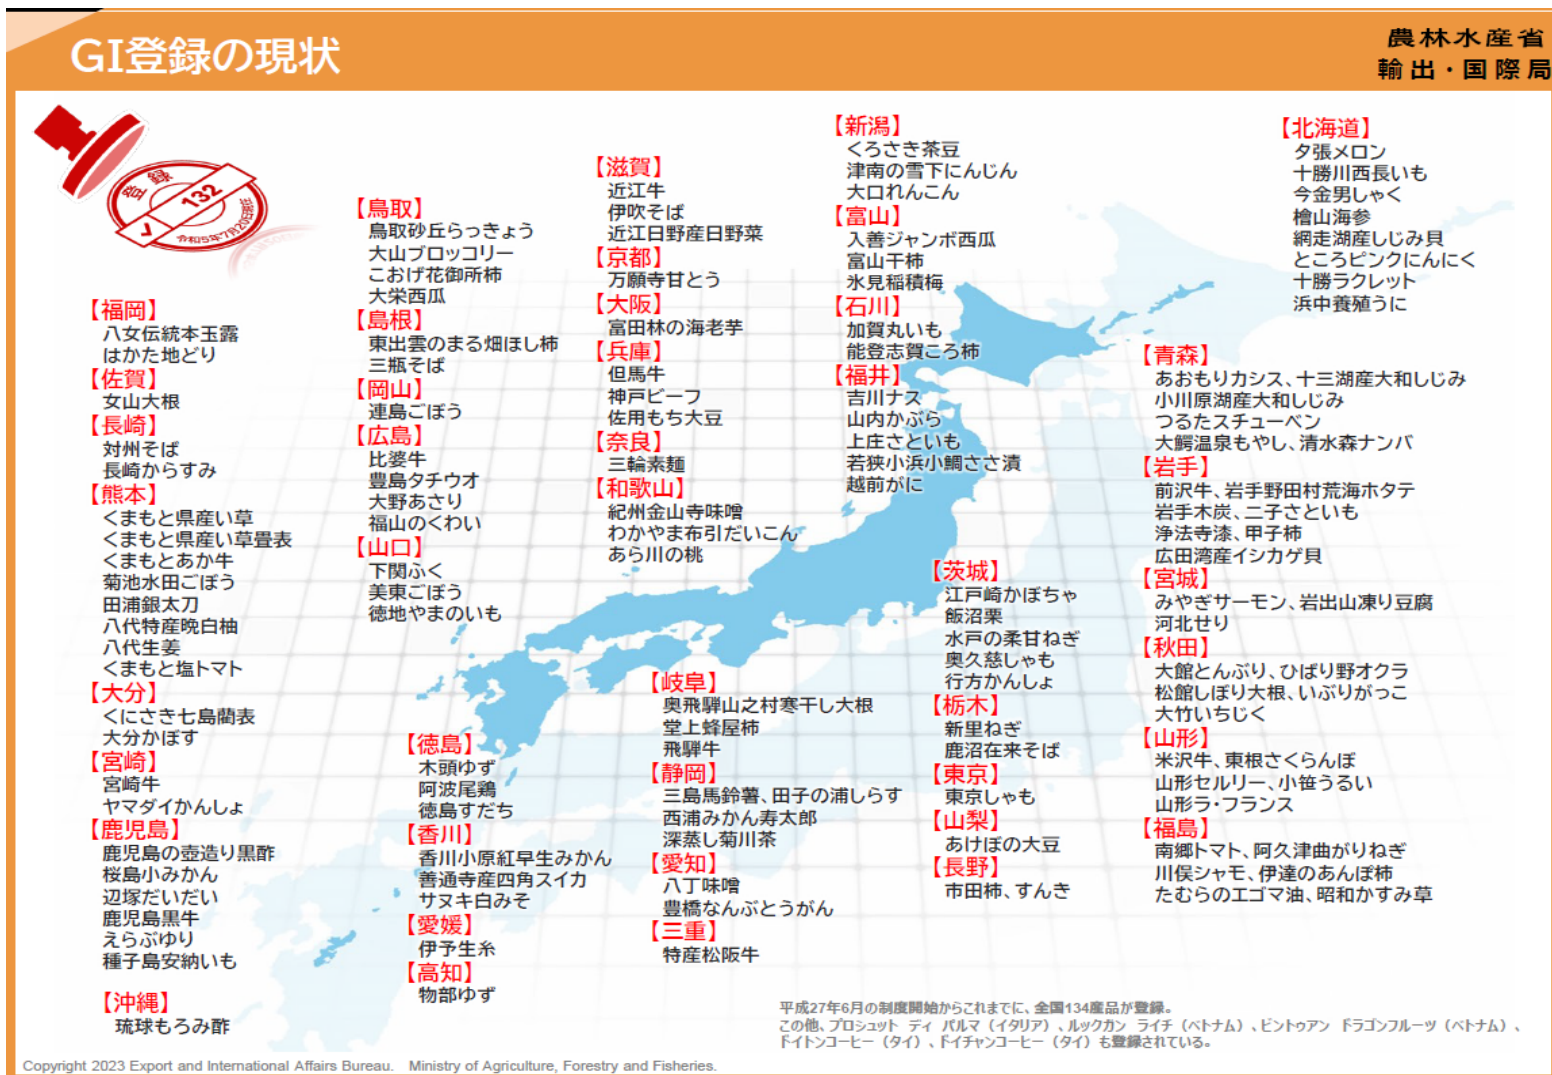 GI登録の現状
農林水産省
輸出・国際局
登録
132
令和5年7月20日現在
【福岡】
八女伝統本玉露
はかた地どり
【佐賀】
女山大根
【長崎】
対州そば
長崎からすみ
【熊本】
くまもと県産い草
くまもと県産い草畳表
くまもとあか牛
菊池水田ごぼう
田浦銀太刀
八代特産晩白柚
八代生姜
くまもと塩トマト
【大分】
くにさき七島藺表
大分かぼす
【宮崎】
宮崎牛
ヤマダイかんしょ
【鹿児島】
鹿児島の壺造り黒酢
桜島小みかん
辺塚だいだい
鹿児島黒牛
えらぶゆり
種子島安納いも
【沖縄】
琉球もろみ酢
【鳥取】
鳥取砂丘らっきょう
大山ブロッコリー
こおげ花御所柿
大栄西瓜
【島根】
東出雲のまる畑ほし柿
三瓶そば
【岡山】
連島ごぼう
【広島】
比婆牛
豊島タチウオ
大野あさり
福山のくわい
【山口】
下関ふく
美東ごぼう
徳地やまのいも
【徳島】
木頭ゆず
阿波尾鶏
徳島すだち
【香川】
香川小原紅早生みかん
善通寺産四角スイカ
サヌキ白みそ
【愛媛】
伊予生糸
【高知】
物部ゆず
【滋賀】
近江牛
伊吹そば
近江日野産日野菜
【京都】
万願寺甘とう
【大阪】
富田林の海老芋
【兵庫】
但馬牛
神戸ビーフ
佐用もち大豆
【奈良】
三輪素麺
【和歌山】
紀州金山寺味噌
わかやま布引だいこん
あら川の桃
【岐阜】
奥飛騨山之村寒干し大根
堂上蜂屋柿
飛騨牛
【静岡】
三島馬鈴薯、田子の浦しらす
西浦みかん寿太郎
深蒸し菊川茶
【愛知】
八丁味噌
豊橋なんぶとうがん
【三重】
特産松阪牛
【新潟】
くろさき茶豆
津南の雪下にんじん
大口れんこん
【富山】
入善ジャンボ西瓜
富山干柿
氷見稲積梅
【石川】
加賀丸いも
能登志賀ころ柿
【福井】
吉川ナス
山内かぶら
上庄さといも
若狭小浜小鯛ささ漬
越前がに
【茨城】
江戸崎かぼちゃ
飯沼栗
水戸の柔甘ねぎ
奥久慈しゃも
行方かんしょ
【栃木】
新里ねぎ
鹿沼在来そば
【東京】
東京しゃも
【山梨】
あけぼの大豆
【長野】
市田柿、すんき
【北海道】
夕張メロン
十勝川西長いも
今金男しゃく
檜山海参
網走湖産しじみ貝
ところピンクにんにく
十勝ラクレット
浜中養殖うに
【青森】
あおもりカシス、十三湖産大和しじみ
小川原湖産大和しじみ
つるたスチューベン
大鰐温泉もやし、清水森ナンバ
【岩手】
前沢牛、岩手野田村荒海ホタテ
岩手木炭、二子さといも
浄法寺漆、甲子柿
広田湾産イシカゲ貝
【宮城】
みやぎサーモン、岩出山凍り豆腐
河北せり
【秋田】
大館とんぶり、ひばり野オクラ
松館しぼり大根、いぶりがっこ
大竹いちじく
【山形】
米沢牛、東根さくらんぼ
山形セルリー、小笹うるい
山形ラ・フランス
【福島】
南郷トマト、阿久津曲がりねぎ
川俣シャモ、伊達のあんぽ柿
たむらのエゴマ油、昭和かすみ草
平成27年6月の制度開始からこれまでに、全国134産品が登録。
この他、プロシュット ディ パルマ（イタリア）、ルックガン ライチ（ベトナム）、ビントゥアン ドラゴンフルーツ（ベトナム）、
ドイトンコーヒー（タイ）、ドイチャンコーヒー（タイ）も登録されている。
Copyright 2023 Export and International Affairs Bureau. Ministry of Agriculture, Forestry and Fisheries.